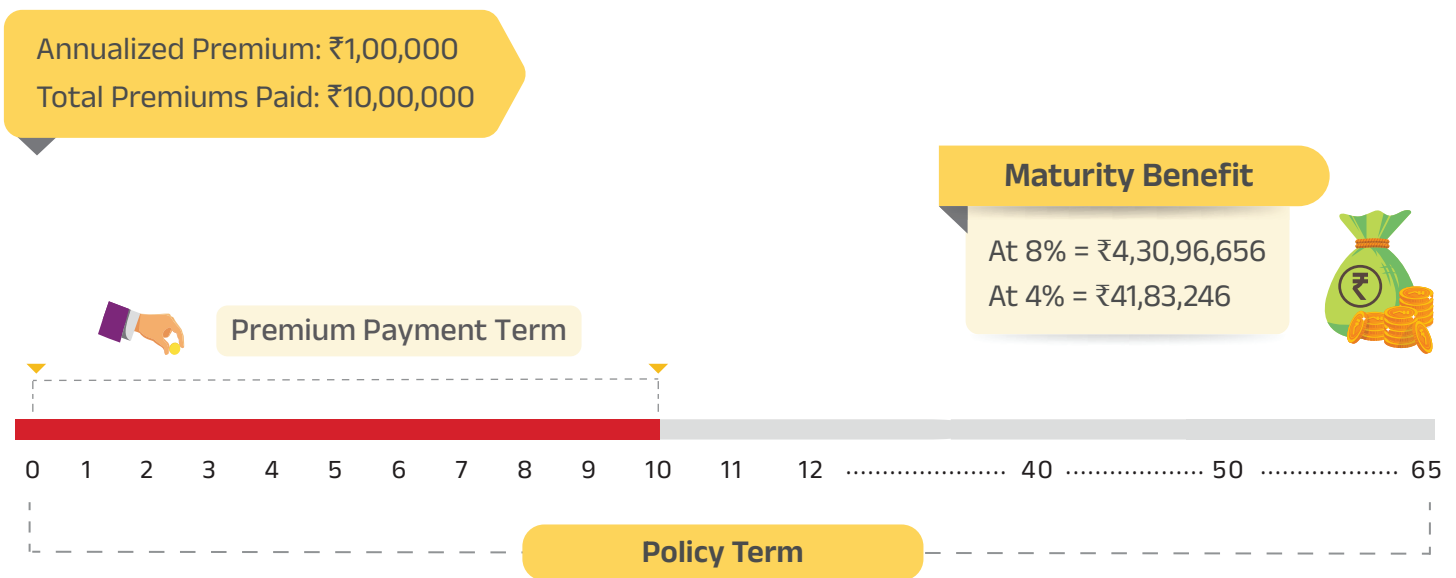 Annualized Premium: ₹1,00,000
Total Premiums Paid: ₹10,00,000
Maturity Benefit
At 8% = ₹4,30,96,656
At 4% = ₹41,83,246
₹
Premium Payment Term
0 1 2 3 4 5 6 7 8 9 10 11 12 ........................ 40 ..................... 50 ..................... 65
Policy Term